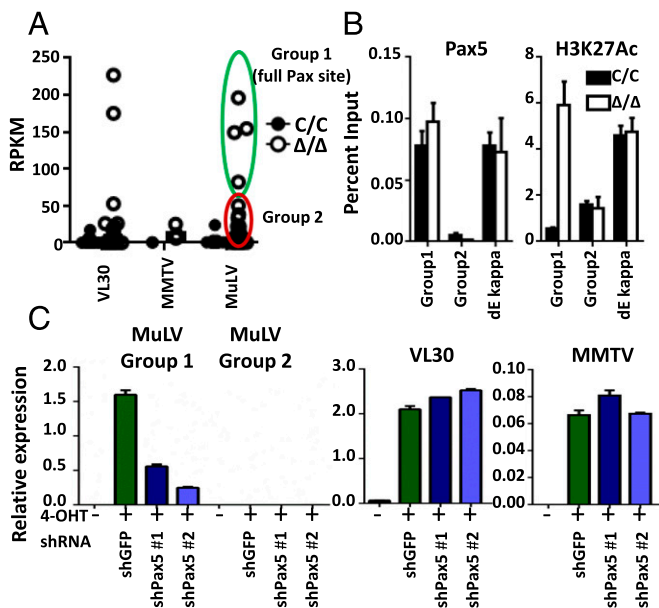 A
RPKM
250
200
150
100
50
0
Group 1
(full Pax site)
C/C
Δ/Δ
Group 2
VL30
MMTV
MuLV
B
Percent Input
Pax5
0.15
0.10
0.05
0.00
Group1
Group2
dE kappa
H3K27Ac
8
6
4
2
0
C/C
Δ/Δ
Group1
Group2
dE kappa
C
Relative expression
MuLV
Group 1
MuLV
Group 2
2.0
1.5
1.0
0.5
0.0
4-OHT - + + + - + + +
shRNA
shGFP
shPax5 #1
shPax5 #2
shGFP
shPax5 #1
shPax5 #2
VL30
3.0
2.0
1.0
0.0
- + + +
shGFP
shPax5 #1
shPax5 #2
MMTV
0.10
0.08
0.06
0.04
0.02
0.00
- + + +
shGFP
shPax5 #1
shPax5 #2